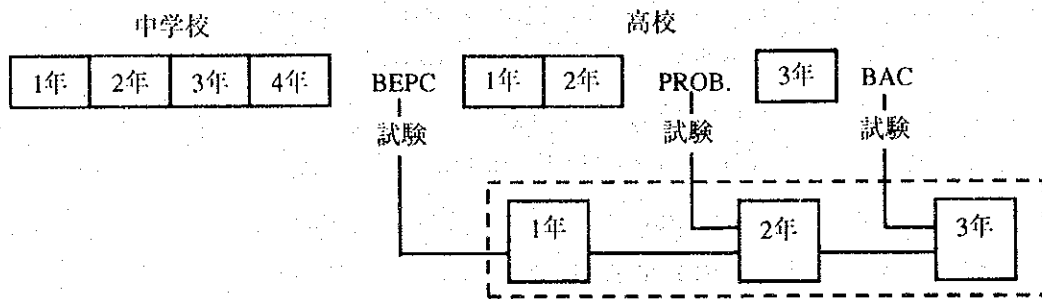 中学校 高校
1年 2年 3年 4年 BEPC 1年 2年 PROB. 3年 BAC
試験 試験 試験
1年 2年 3年